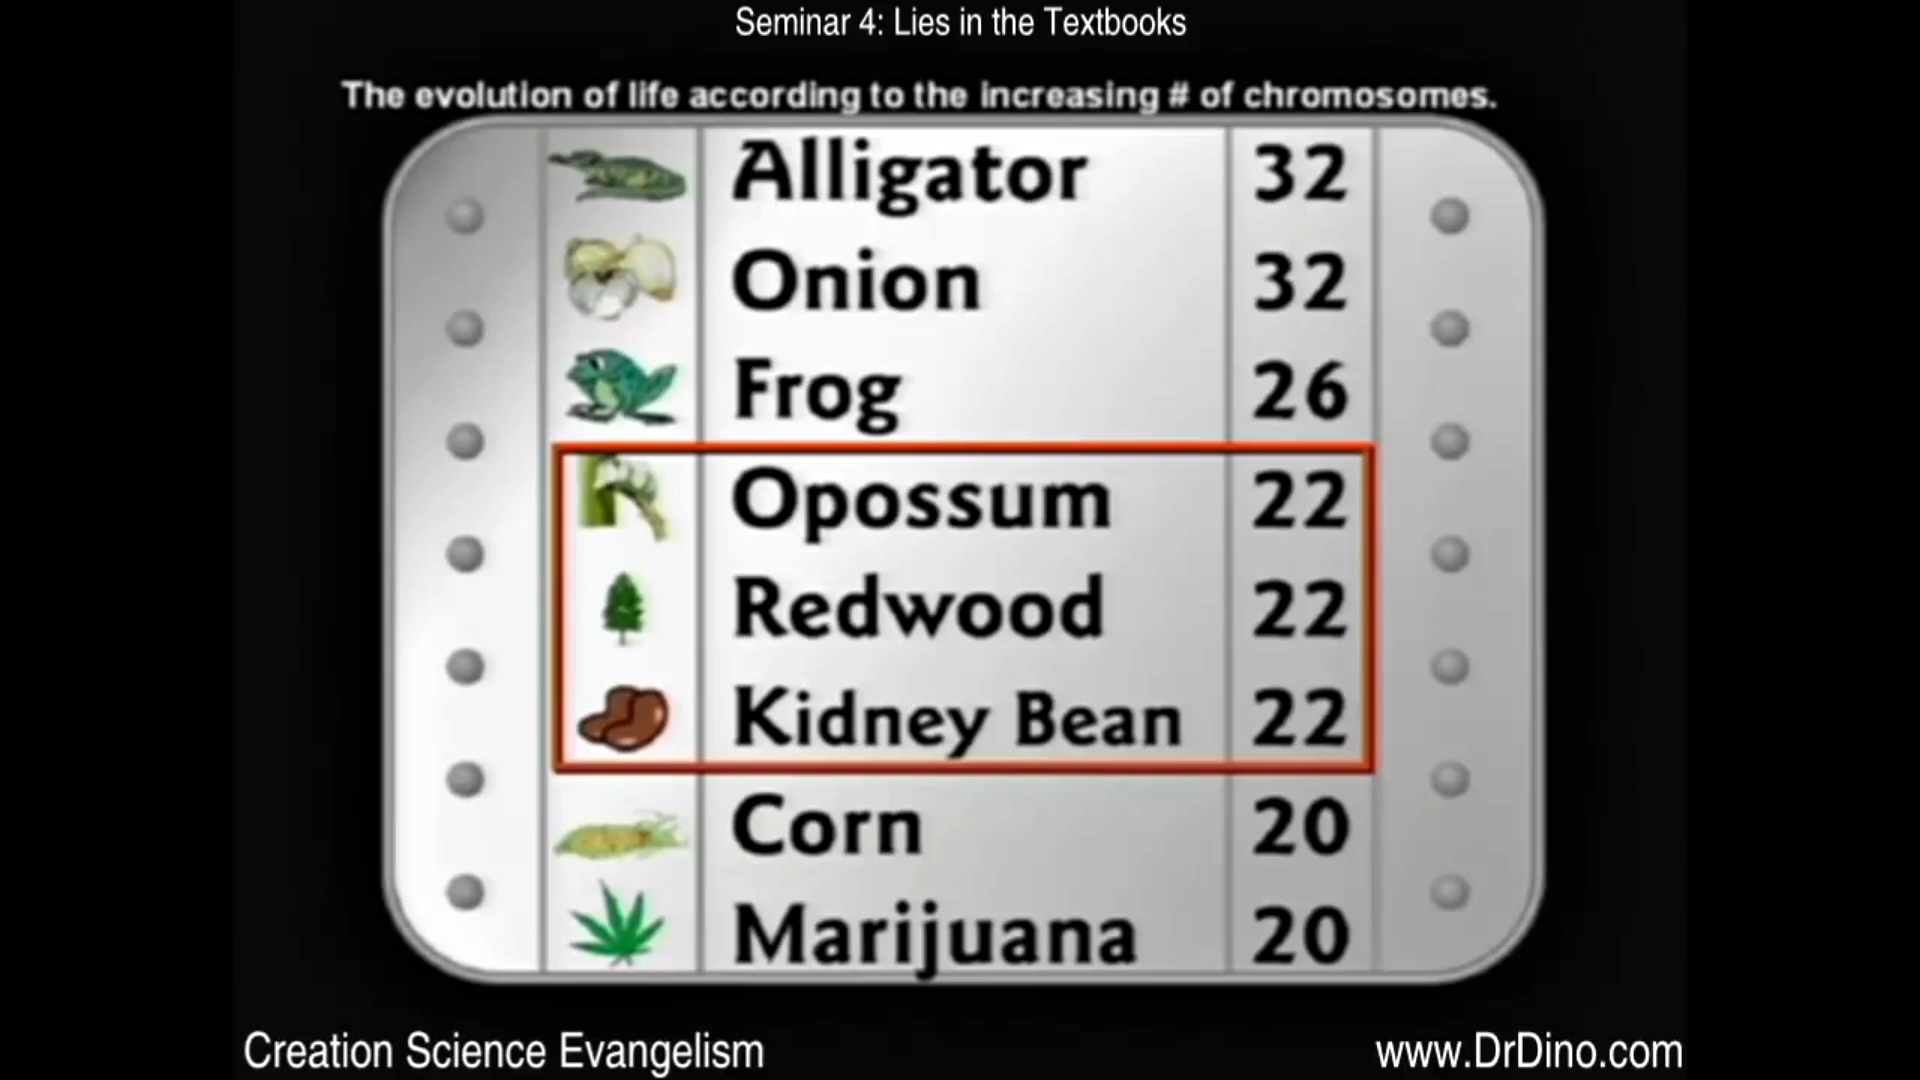 Seminar 4: Lies in the Textbooks
The evolution of life according to the increasing # of chromosomes.
Alligator 32
Onion 32
Frog 26
Opossum 22
Redwood 22
Kidney Bean 22
Corn 20
Marijuana 20
Creation Science Evangelism www.DrDino.com